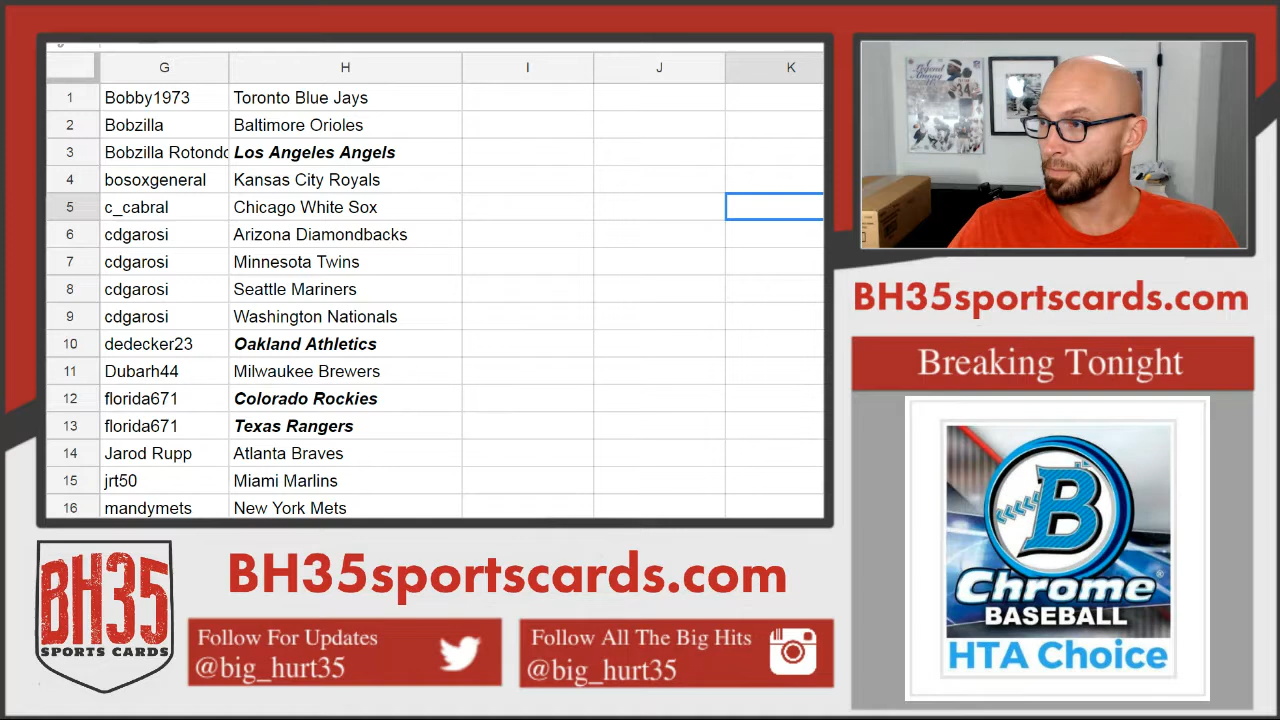 G H I J K
1 Bobby1973 Toronto Blue Jays
2 Bobzilla Baltimore Orioles
3 Bobzilla Rotondo Los Angeles Angels
4 bosoxgeneral Kansas City Royals
5 c_cabral Chicago White Sox
6 cdgarosi Arizona Diamondbacks
7 cdgarosi Minnesota Twins
8 cdgarosi Seattle Mariners
9 cdgarosi Washington Nationals
10 dedecker23 Oakland Athletics
11 Dubarh44 Milwaukee Brewers
12 florida671 Colorado Rockies
13 florida671 Texas Rangers
14 Jarod Rupp Atlanta Braves
15 jrt50 Miami Marlins
16 mandymets New York Mets
A Legend
Among
34
BH35sportscards.com
Breaking Tonight
B
Chrome
BASEBALL
HTA Choice
BH35
SPORTS CARDS
BH35sportscards.com
Follow For Updates
@big_hurt35
Follow All The Big Hits
@big_hurt35